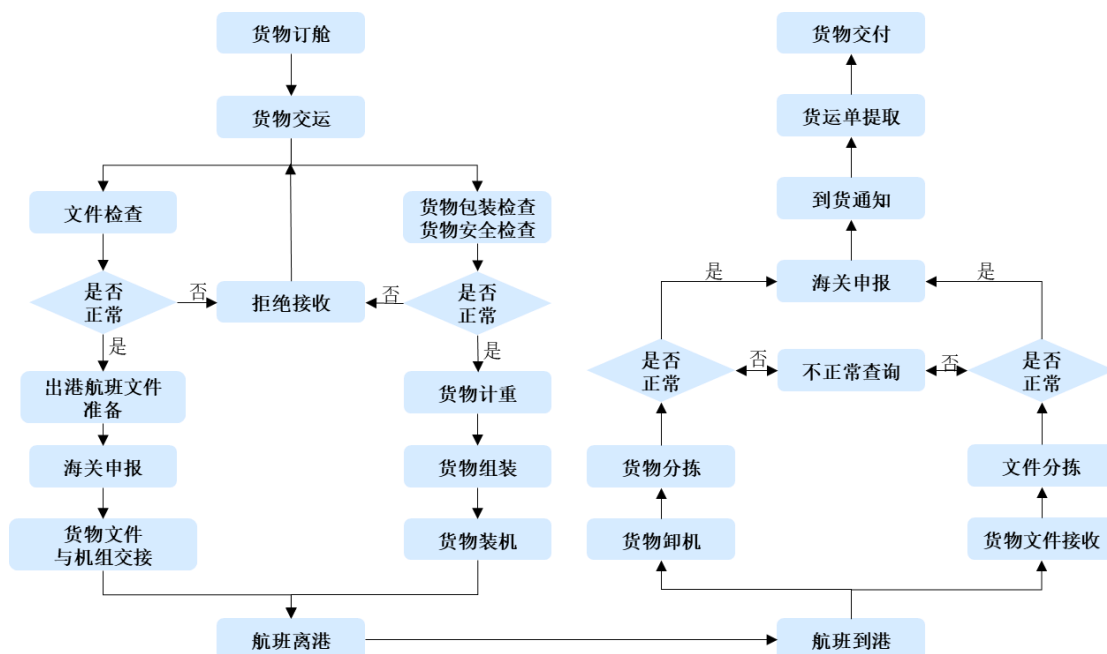 货物订舱
货物交运
文件检查
货物包装检查
货物安全检查
是否
正常
否
拒绝接收
否
是否
正常
是
是
出港航班文件
准备
货物计重
海关申报
货物组装
货物文件
与机组交接
货物装机
航班离港
货物交付
货运单提取
到货通知
是
海关申报
是
是否
正常
否
不正常查询
否
是否
正常
货物分拣
文件分拣
货物卸机
货物文件接收
航班到港